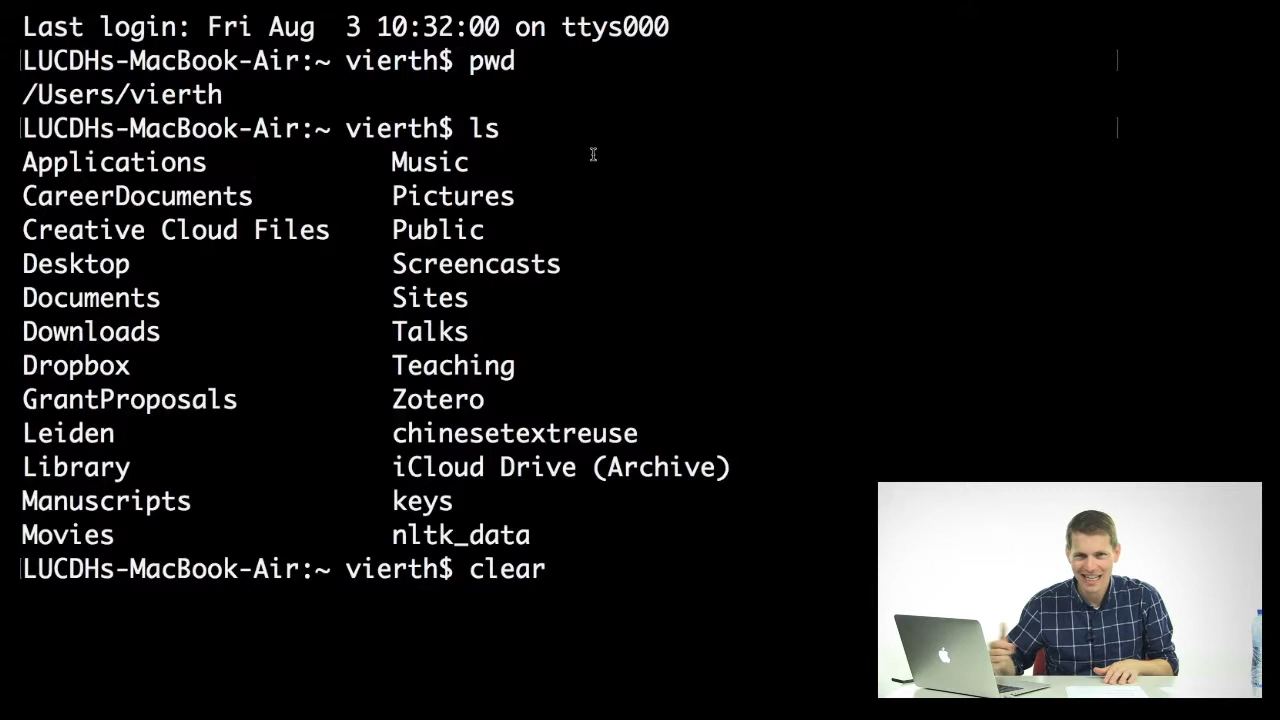 Last login: Fri Aug  3 10:32:00 on ttys000
LUCDHs-MacBook-Air:~ vierth$ pwd
/Users/vierth
LUCDHs-MacBook-Air:~ vierth$ ls
Applications            Music
CareerDocuments         Pictures
Creative Cloud Files    Public
Desktop                 Screencasts
Documents               Sites
Downloads               Talks
Dropbox                 Teaching
GrantProposals          Zotero
Leiden                  chinesetextreuse
Library                 iCloud Drive (Archive)
Manuscripts             keys
Movies                  nltk_data
LUCDHs-MacBook-Air:~ vierth$ clear